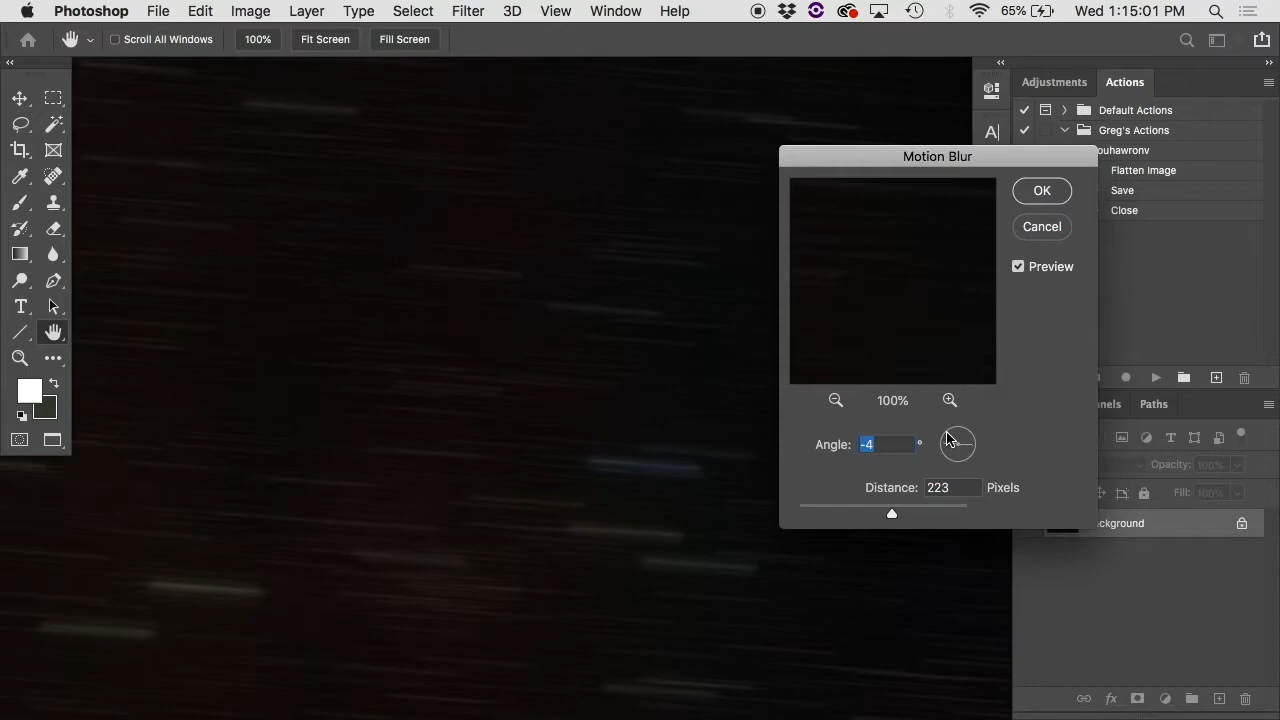 Photoshop File Edit Image Layer Type Select Filter 3D View Window Help 65% Wed 1:15:01 PM
Scroll All Windows 100% Fit Screen Fill Screen
Adjustments Actions
Default Actions
Greg's Actions
Motion Blur
ouhawronv
OK
Flatten Image
Save
Close
Cancel
Preview
100%
nnels Paths
Angle: -4 °
Opacity: 100%
Distance: 223 Pixels
Fill: 100%
ckground